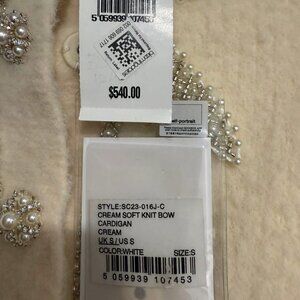 5 059939 107453
$540.00
self-portrait
STYLE:SC23-016J-C
CREAM SOFT KNIT BOW
CARDIGAN
CREAM
UK S / US S
COLOR:WHITE SIZE:S
5 059939 107453